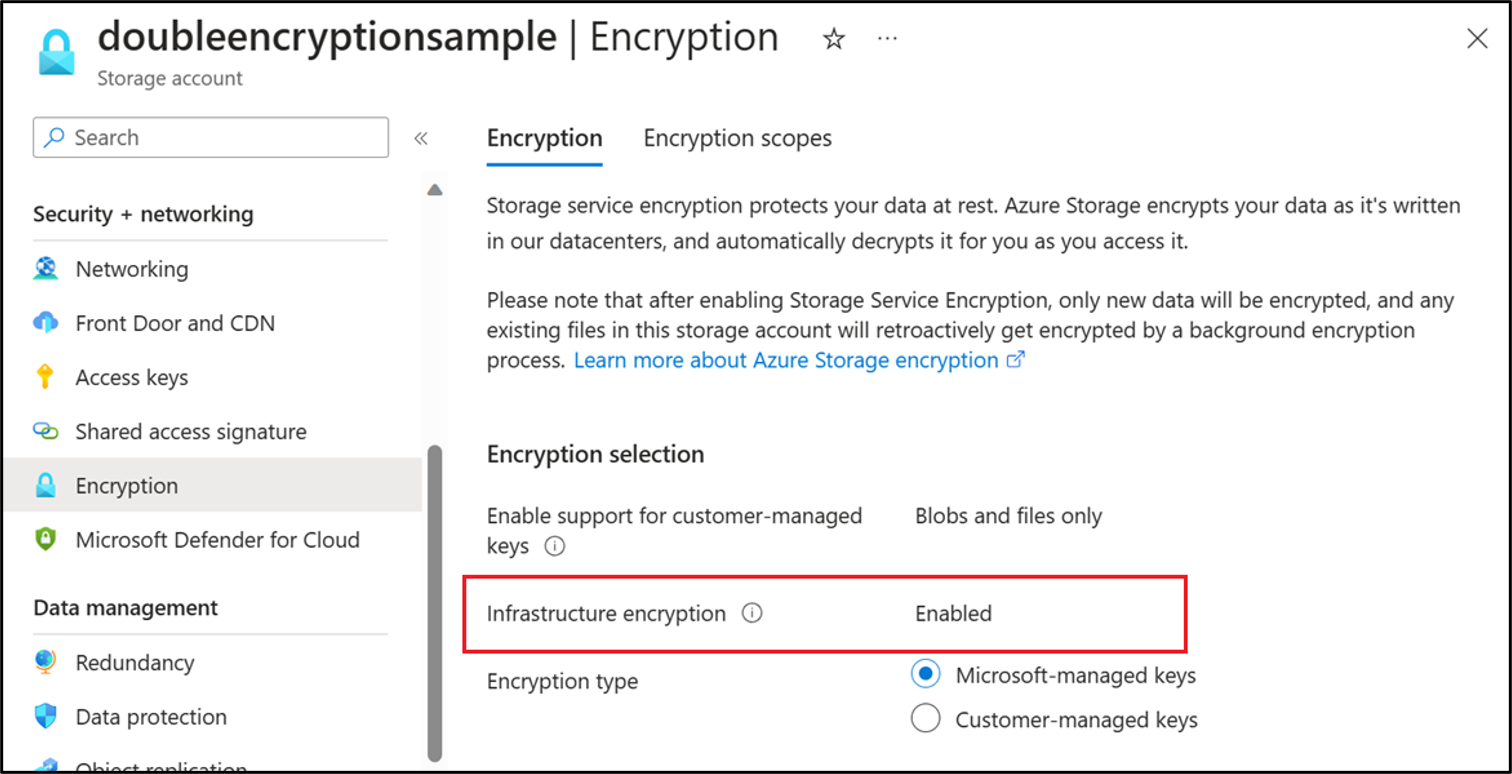 doubleencryptionsample | Encryption
Storage account
Search
Security + networking
Networking
Front Door and CDN
Access keys
Shared access signature
Encryption
Microsoft Defender for Cloud
Data management
Redundancy
Data protection
Object replication
Encryption Encryption scopes
Storage service encryption protects your data at rest. Azure Storage encrypts your data as it's written
in our datacenters, and automatically decrypts it for you as you access it.
Please note that after enabling Storage Service Encryption, only new data will be encrypted, and any
existing files in this storage account will retroactively get encrypted by a background encryption
process. Learn more about Azure Storage encryption
Encryption selection
Enable support for customer-managed
keys
Blobs and files only
Infrastructure encryption Enabled
Encryption type
Microsoft-managed keys
Customer-managed keys